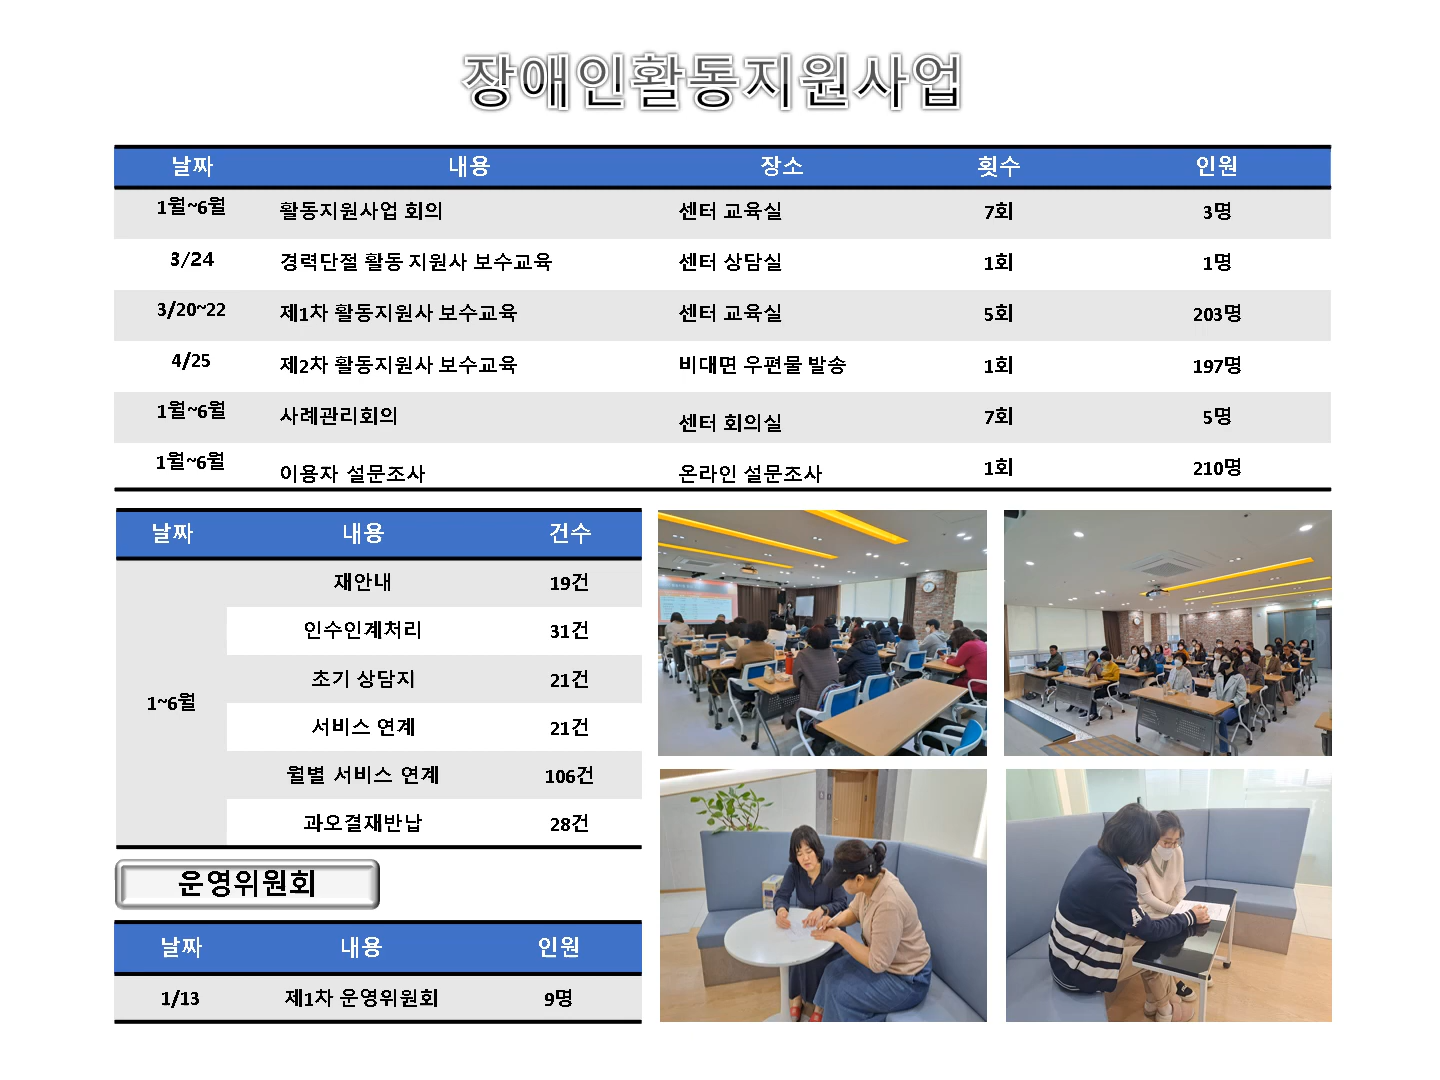 장애인활동지원사업
날짜 내용 장소 횟수 인원
1월~6월 활동지원사업 회의 센터 교육실 7회 3명
3/24 경력단절 활동 지원사 보수교육 센터 상담실 1회 1명
3/20~22 제1차 활동지원사 보수교육 센터 교육실 5회 203명
4/25 제2차 활동지원사 보수교육 비대면 우편물 발송 1회 197명
1월~6월 사례관리회의 센터 회의실 7회 5명
1월~6월 이용자 설문조사 온라인 설문조사 1회 210명
날짜 내용 건수
1~6월
재안내 19건
인수인계처리 31건
초기 상담지 21건
서비스 연계 21건
월별 서비스 연계 106건
과오결재반납 28건
운영위원회
날짜 내용 인원
1/13 제1차 운영위원회 9명